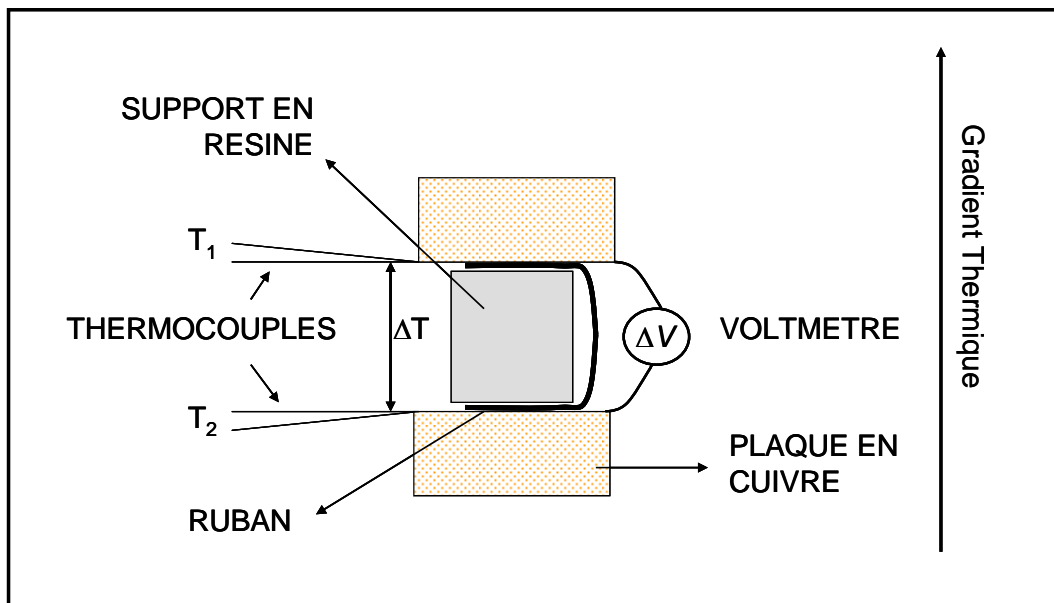 SUPPORT EN
RESINE
T1
THERMOCOUPLES
ΔT
ΔV
VOLTMETRE
T2
PLAQUE EN
CUIVRE
RUBAN
Gradient Thermique